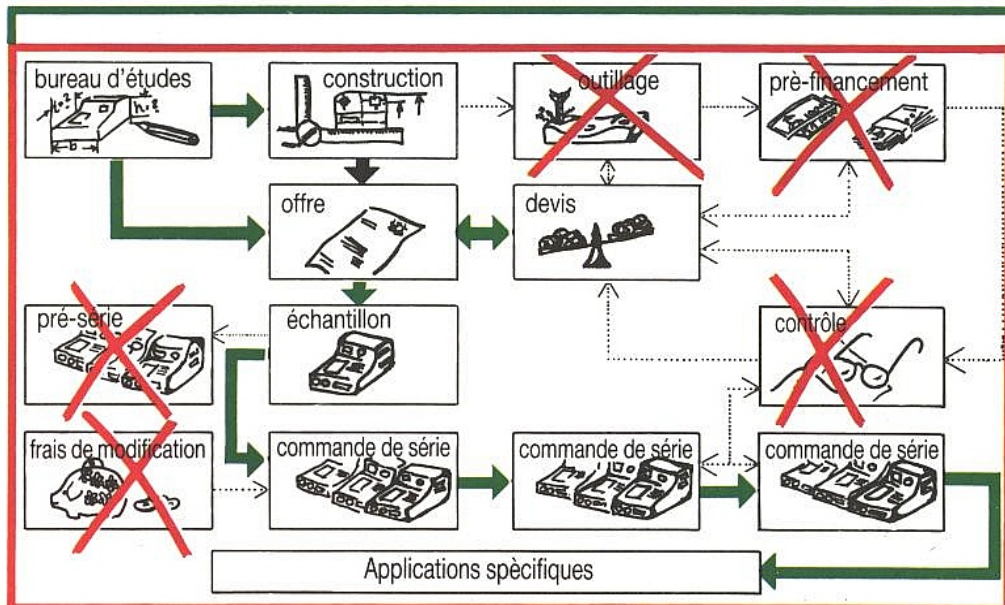 bureau d'études
construction
outillage
prè-financement
offre
devis
pré-série
échantillon
contrôle
frais de modification
commande de série
commande de série
commande de série
Applications spècifiques